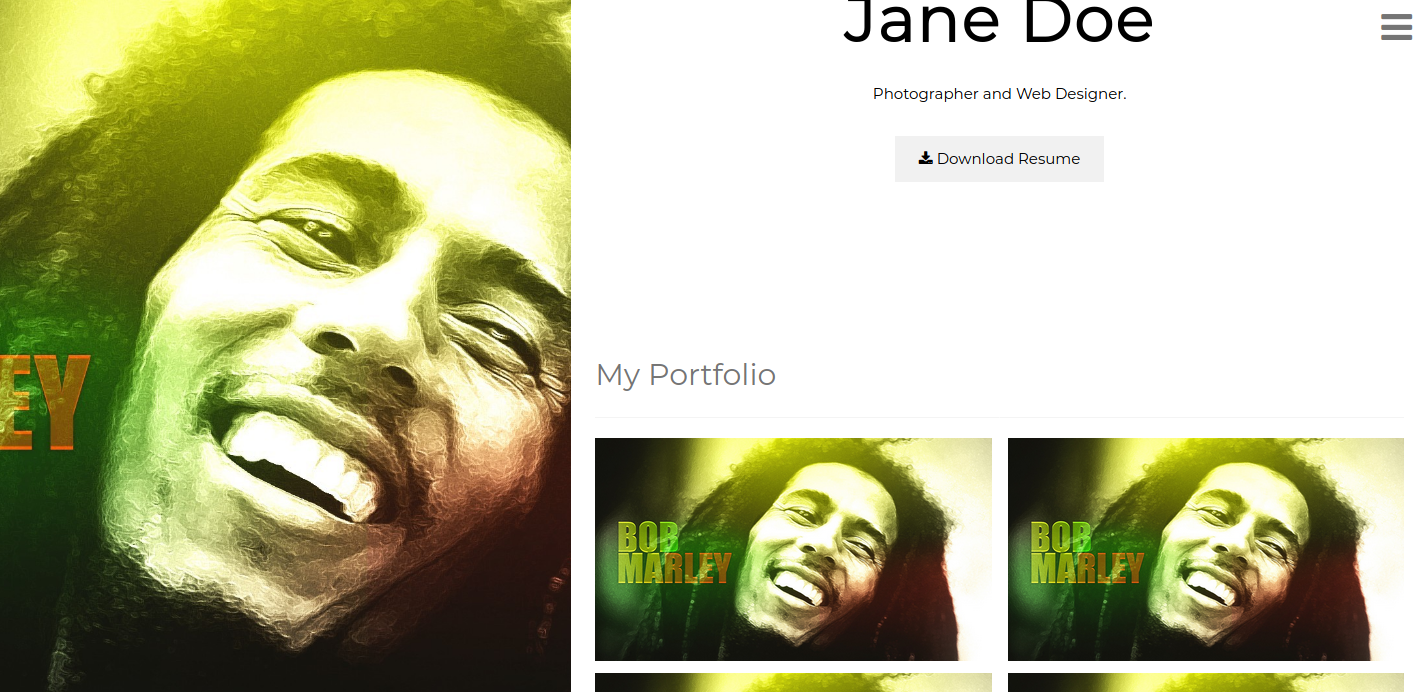 Jane Doe
Photographer and Web Designer.
Download Resume
EY
My Portfolio
BOB
MARLEY
BOB
MARLEY